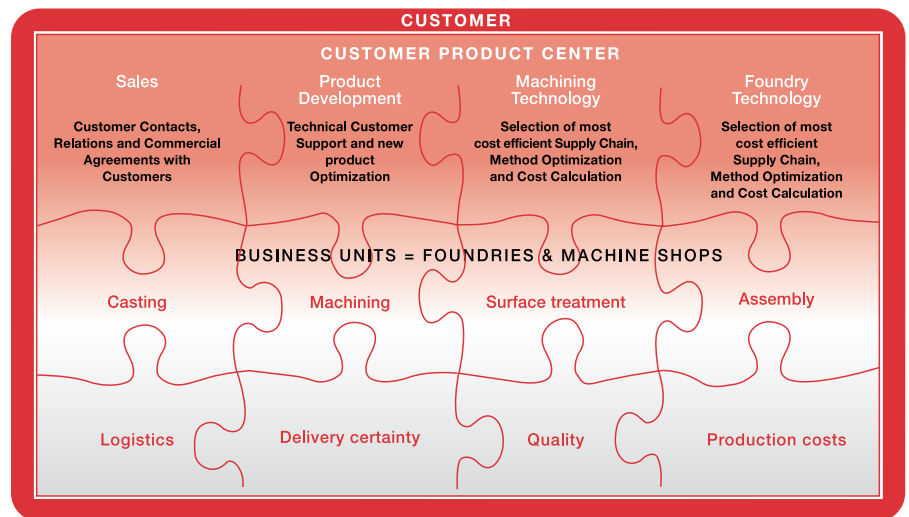 CUSTOMER
CUSTOMER PRODUCT CENTER
Sales
Customer Contacts,
Relations and Commercial
Agreements with
Customers
Product
Development
Technical Customer
Support and new
product
Optimization
Machining
Technology
Selection of most
cost efficient Supply Chain,
Method Optimization
and Cost Calculation
Foundry
Technology
Selection of most
cost efficient
Supply Chain,
Method Optimization
and Cost Calculation
BUSINESS UNITS = FOUNDRIES & MACHINE SHOPS
Casting
Machining
Surface treatment
Assembly
Logistics
Delivery certainty
Quality
Production costs